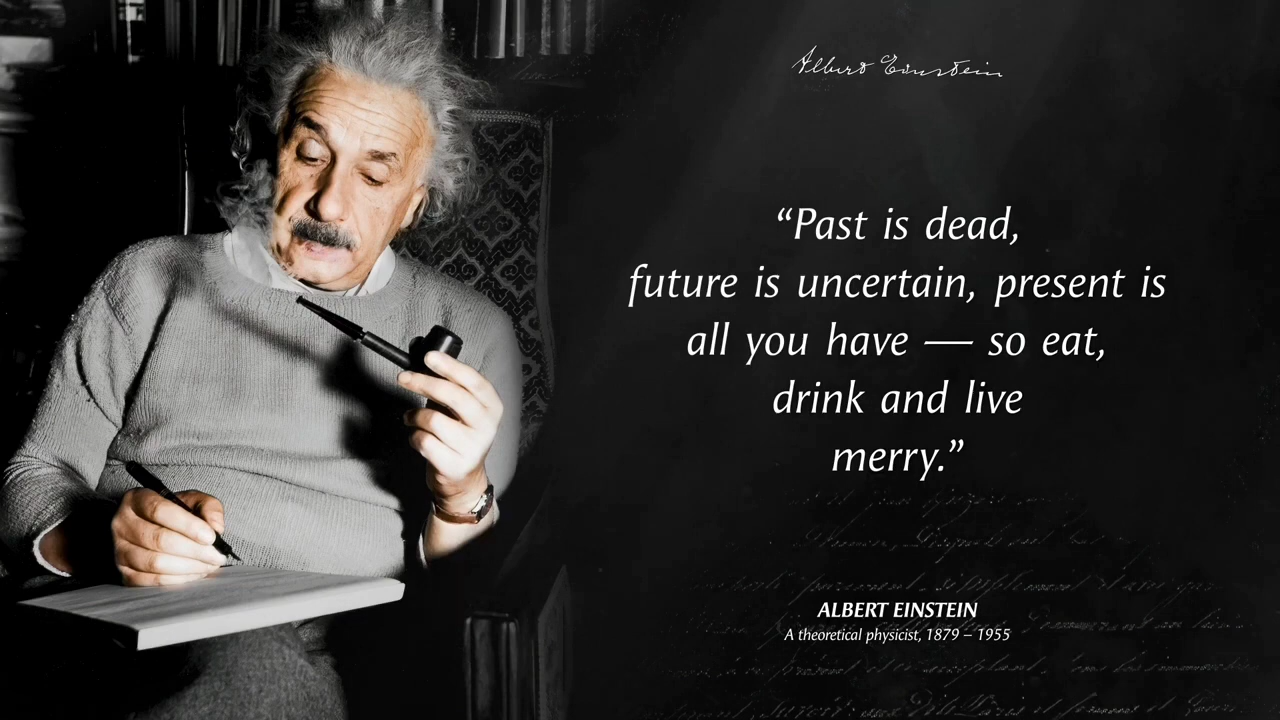 Albert Einstein
“Past is dead,
future is uncertain, present is
all you have — so eat,
drink and live
merry.”
ALBERT EINSTEIN
A theoretical physicist, 1879 – 1955